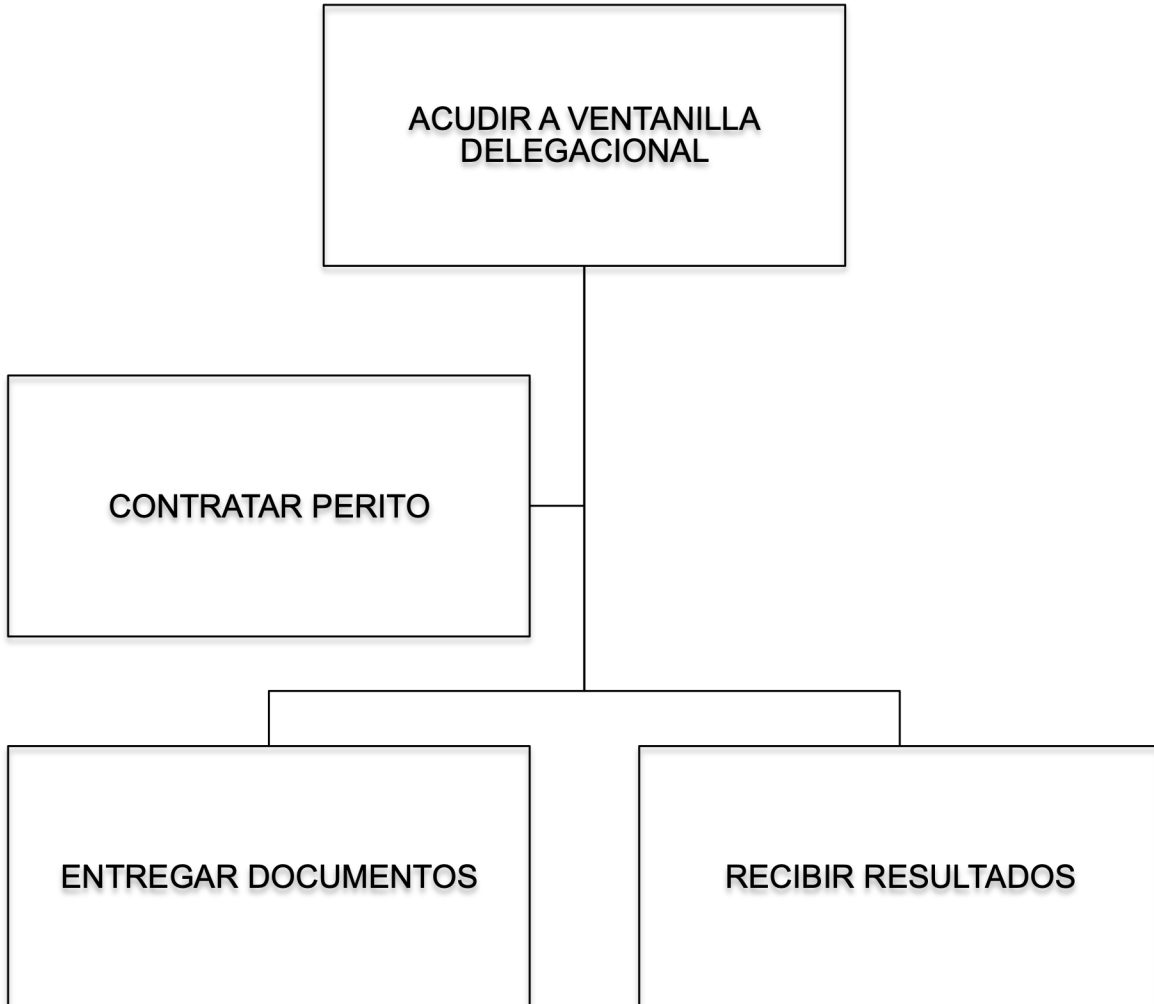 ACUDIR A VENTANILLA
DELEGACIONAL
CONTRATAR PERITO
ENTREGAR DOCUMENTOS
RECIBIR RESULTADOS